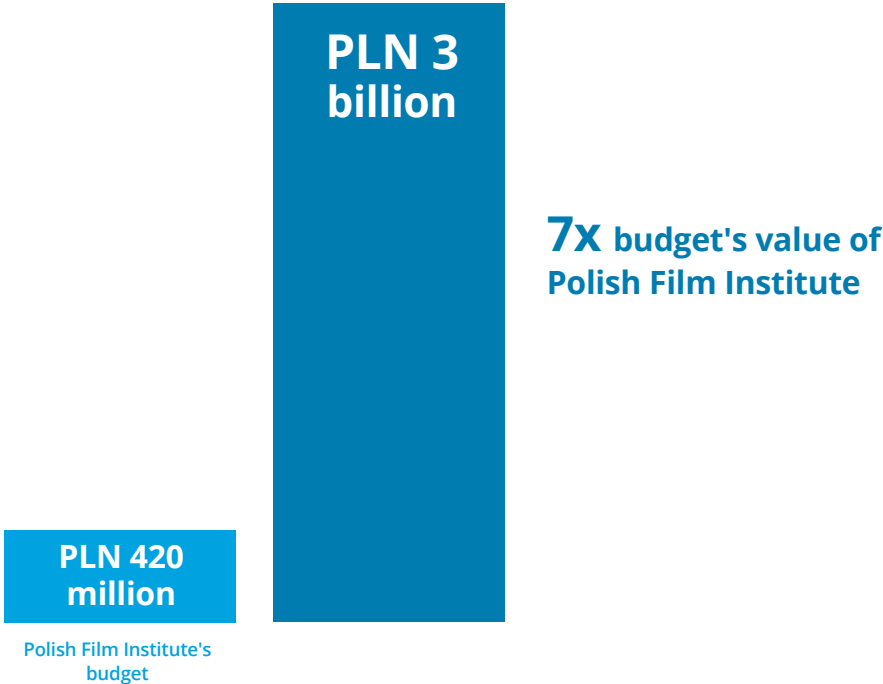 PLN 3
billion
7x budget's value of
Polish Film Institute
PLN 420
million
Polish Film Institute's
budget